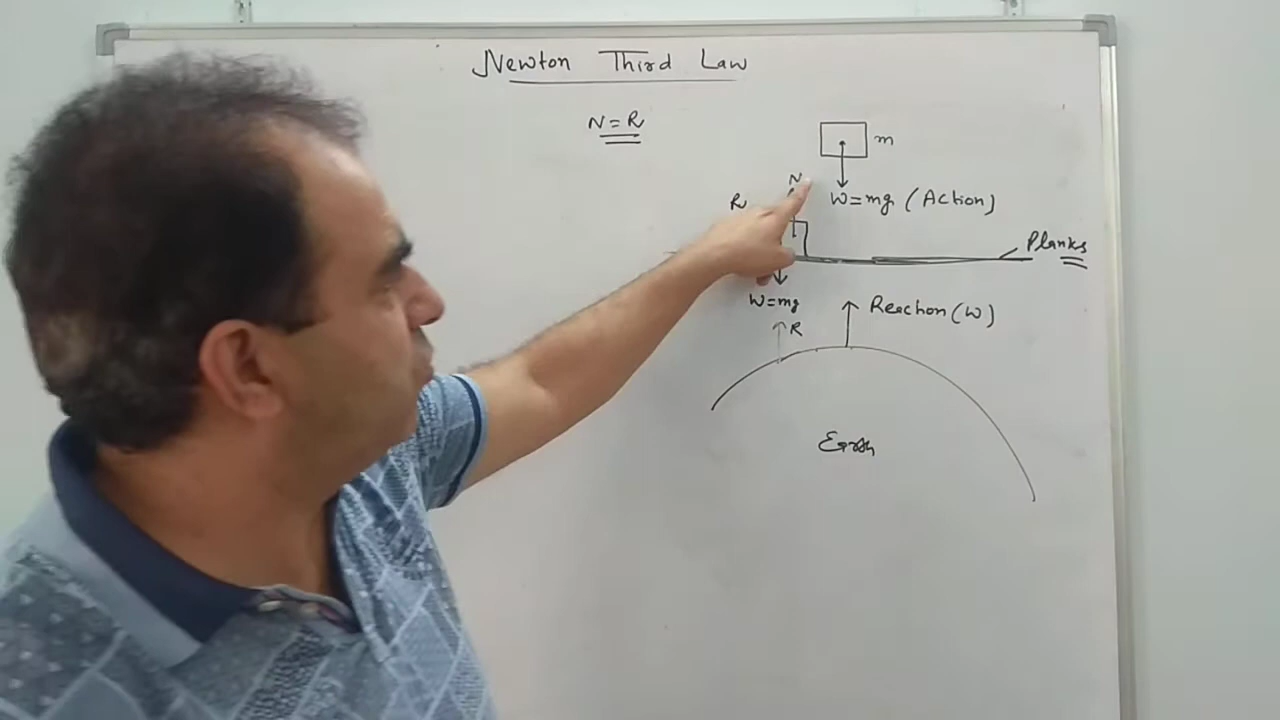 Newton Third Law
N = R
m
N
R
W = mg (Action)
Planks
W = mg
Reaction (W)
R
Earth